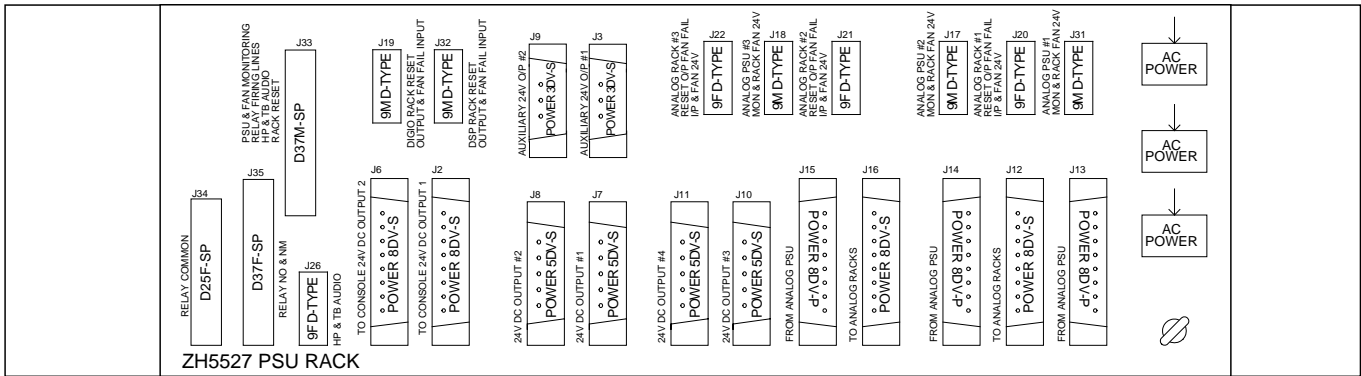 J33
PSU & FAN MONITORING
RELAY FIRING LINES
HP & TB AUDIO
RACK RESET
D37M-SP
J19
9M D-TYPE
DIGIO RACK RESET
OUTPUT & FAN FAIL INPUT
J32
9M D-TYPE
DSP RACK RESET
OUTPUT & FAN FAIL INPUT
J9
AUXILIARY 24V O/P #2
POWER 3DV-S
J3
AUXILIARY 24V O/P #1
POWER 3DV-S
J22
ANALOG RACK #3
RESET O/P FAN FAIL
I/P & FAN 24V
9F D-TYPE
J18
ANALOG PSU #3
MON & RACK FAN 24V
9M D-TYPE
J21
ANALOG RACK #2
RESET O/P FAN FAIL
I/P & FAN 24V
9F D-TYPE
J17
ANALOG PSU #2
MON & RACK FAN 24V
9M D-TYPE
J20
ANALOG RACK #1
RESET O/P FAN FAIL
I/P & FAN 24V
9F D-TYPE
J31
ANALOG PSU #1
MON & RACK FAN 24V
9M D-TYPE
AC
POWER
AC
POWER
AC
POWER
J34
RELAY COMMON
D25F-SP
J35
D37F-SP
RELAY NO & NM
J26
9F D-TYPE
HP & TB AUDIO
J6
TO CONSOLE 24V DC OUTPUT 2
POWER 8DV-S
J2
TO CONSOLE 24V DC OUTPUT 1
POWER 8DV-S
J8
24V DC OUTPUT #2
POWER 5DV-S
J7
24V DC OUTPUT #1
POWER 5DV-S
J11
24V DC OUTPUT #4
POWER 5DV-S
J10
24V DC OUTPUT #3
POWER 5DV-S
J15
FROM ANALOG PSU
POWER 8DV-P
J16
TO ANALOG RACKS
POWER 8DV-S
J14
FROM ANALOG PSU
POWER 8DV-P
J12
TO ANALOG RACKS
POWER 8DV-S
J13
FROM ANALOG PSU
POWER 8DV-P
ZH5527 PSU RACK